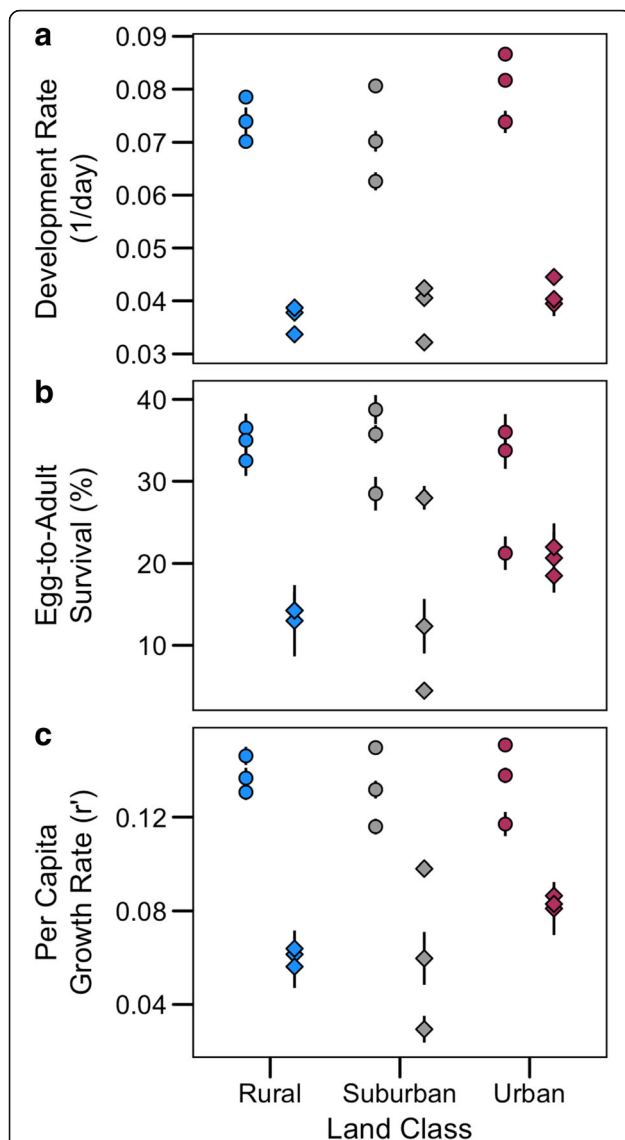 a
0.09
0.08
0.07
0.06
0.05
0.04
0.03
Development Rate
(1/day)
b
40
30
20
10
Egg-to-Adult
Survival (%)
c
0.12
0.08
0.04
Per Capita
Growth Rate (r')
Rural
Suburban
Urban
Land Class